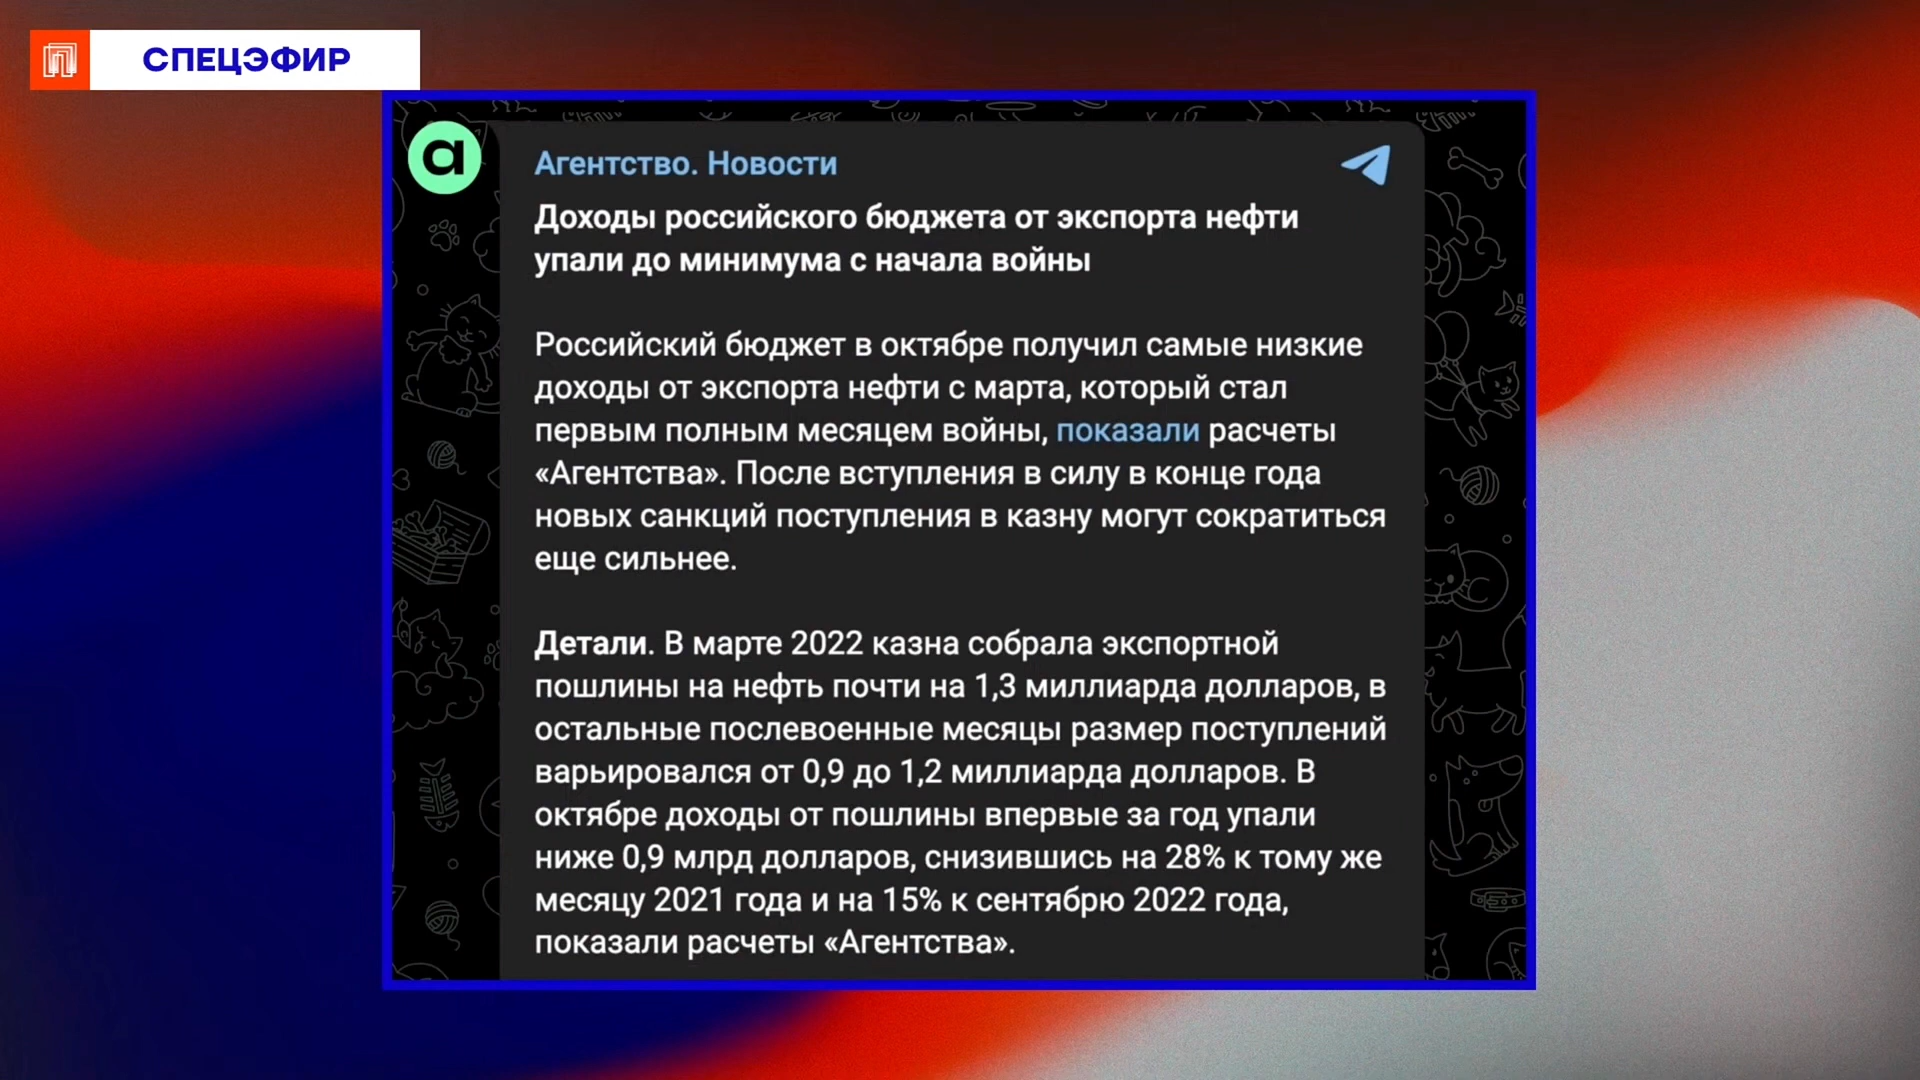 СПЕЦЭФИР
a
Агентство. Новости
Доходы российского бюджета от экспорта нефти
упали до минимума с начала войны
Российский бюджет в октябре получил самые низкие
доходы от экспорта нефти с марта, который стал
первым полным месяцем войны, показали расчеты
«Агентства». После вступления в силу в конце года
новых санкций поступления в казну могут сократиться
еще сильнее.
Детали. В марте 2022 казна собрала экспортной
пошлины на нефть почти на 1,3 миллиарда долларов, в
остальные послевоенные месяцы размер поступлений
варьировался от 0,9 до 1,2 миллиарда долларов. В
октябре доходы от пошлины впервые за год упали
ниже 0,9 млрд долларов, снизившись на 28% к тому же
месяцу 2021 года и на 15% к сентябрю 2022 года,
показали расчеты «Агентства».